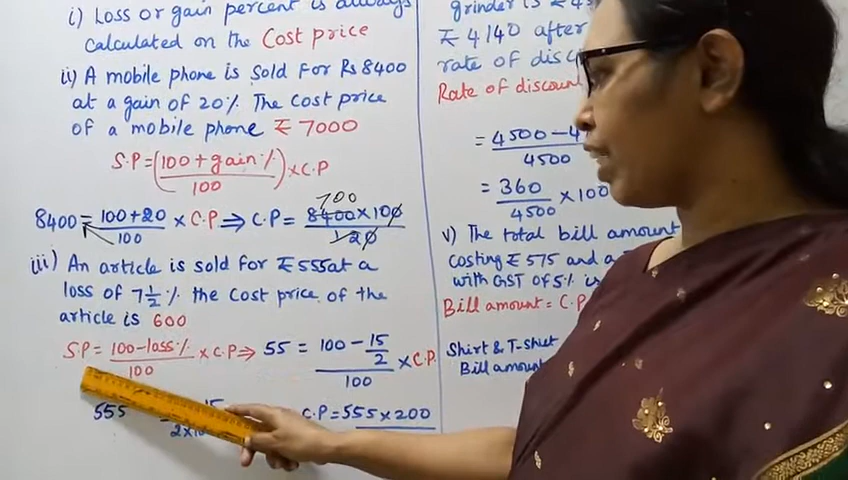 i) Loss or gain percent is always
calculated on the Cost price
ii) A mobile phone is sold for Rs 8400
at a gain of 20%. The cost price
of a mobile phone ₹ 7000
S.P = (100 + gain % / 100) × C.P
700
8400 = 100+20 / 100 × C.P ⇒ C.P = 8400×100 / 120
iii) An article is sold for ₹ 555 at a
loss of 7 1/2 % the cost price of the
article is 600
S.P = 100-loss% / 100 × C.P ⇒ 55 = 100 - 15/2 / 100 × C.P
555
15
C.P = 555×200
grinder is ₹
₹ 4140 after
rate of
Rate of discount
= 4500 -
4500
= 360 / 4500 × 100
v) The total bill amount
costing ₹ 575 and a
with GST of 5% is
Bill amount = C.P
Shirt & T-Shirt
Bill amount